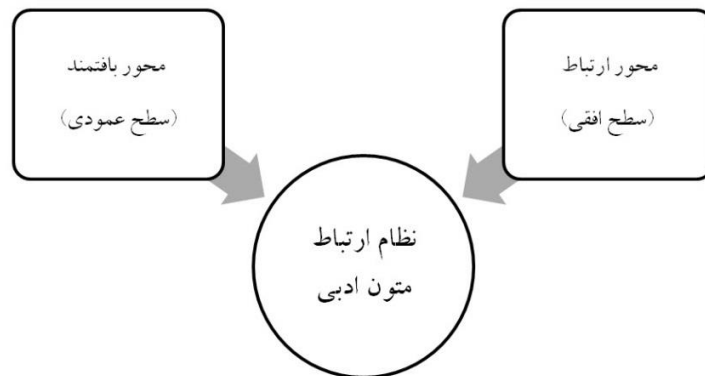 محور ارتباط
(سطح افقی)
محور بافتمند
(سطح عمودی)
نظام ارتباط
متون ادبی